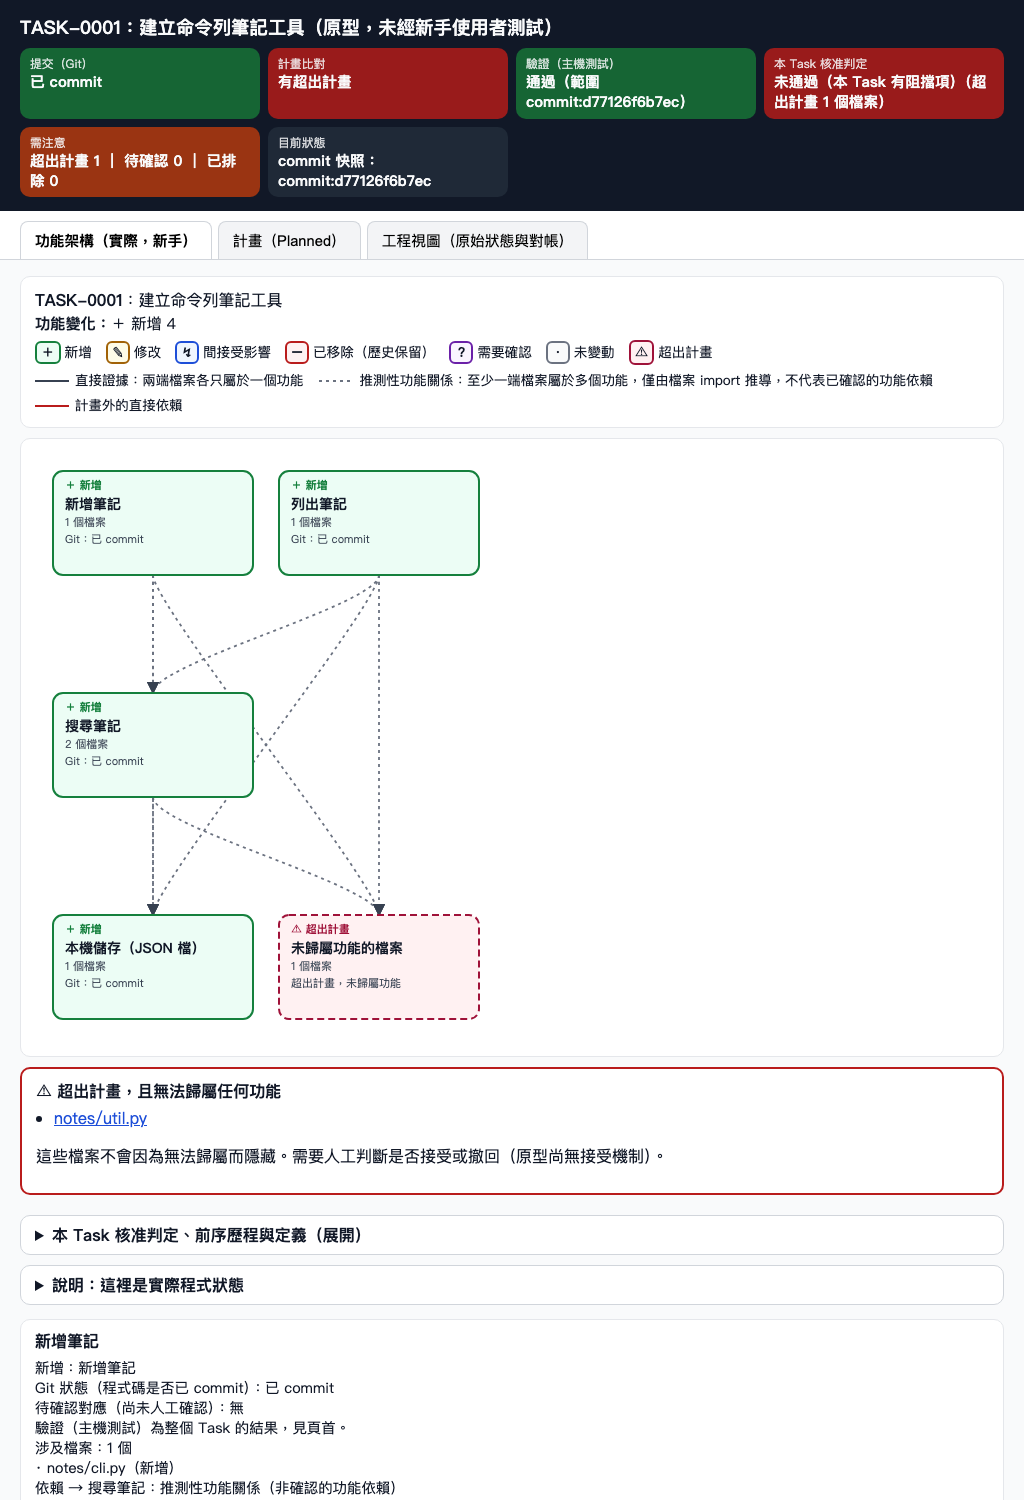 TASK-0001：建立命令列筆記工具（原型，未經新手使用者測試）
提交（Git）
已 commit
計畫比對
有超出計畫
驗證（主機測試）
通過（範圍
commit:d77126f6b7ec）
本 Task 核准判定
未通過（本 Task 有阻擋項）（超
出計畫 1 個檔案）
需注意
超出計畫 1 ｜ 待確認 0 ｜ 已排
除 0
目前狀態
commit 快照：
commit:d77126f6b7ec
功能架構（實際，新手）
計畫（Planned）
工程視圖（原始狀態與對帳）
TASK-0001：建立命令列筆記工具
功能變化：＋ 新增 4
＋ 新增 ✎ 修改 ↯ 間接受影響 － 已移除（歷史保留） ? 需要確認 · 未變動 ⚠ 超出計畫
直接證據：兩端檔案各只屬於一個功能 推測性功能關係：至少一端檔案屬於多個功能，僅由檔案 import 推導，不代表已確認的功能依賴
計畫外的直接依賴
＋ 新增
新增筆記
1 個檔案
Git：已 commit
＋ 新增
列出筆記
1 個檔案
Git：已 commit
＋ 新增
搜尋筆記
2 個檔案
Git：已 commit
＋ 新增
本機儲存（JSON 檔）
1 個檔案
Git：已 commit
⚠ 超出計畫
未歸屬功能的檔案
1 個檔案
超出計畫，未歸屬功能
⚠ 超出計畫，且無法歸屬任何功能
• notes/util.py
這些檔案不會因為無法歸屬而隱藏。需要人工判斷是否接受或撤回（原型尚無接受機制）。
▶ 本 Task 核准判定、前序歷程與定義（展開）
▶ 說明：這裡是實際程式狀態
新增筆記
新增：新增筆記
Git 狀態（程式碼是否已 commit）：已 commit
待確認對應（尚未人工確認）：無
驗證（主機測試）為整個 Task 的結果，見頁首。
涉及檔案：1 個
· notes/cli.py（新增）
依賴 → 搜尋筆記：推測性功能關係（非確認的功能依賴）